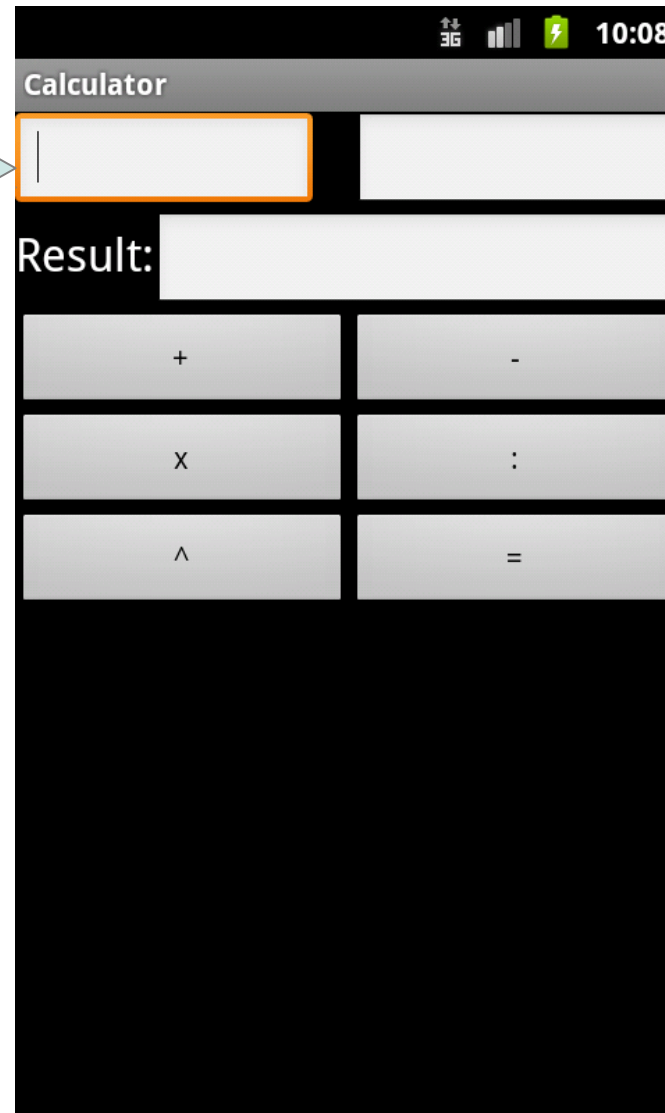 3G 10:08
Calculator
Result:
+ -
x :
^ =